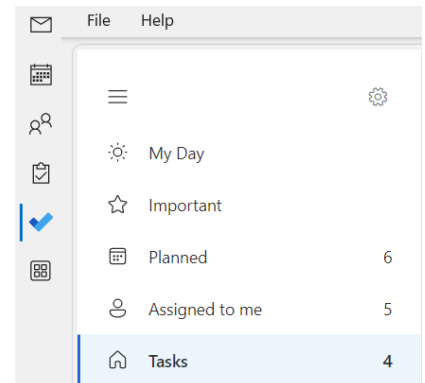 File Help
My Day
Important
Planned 6
Assigned to me 5
Tasks 4